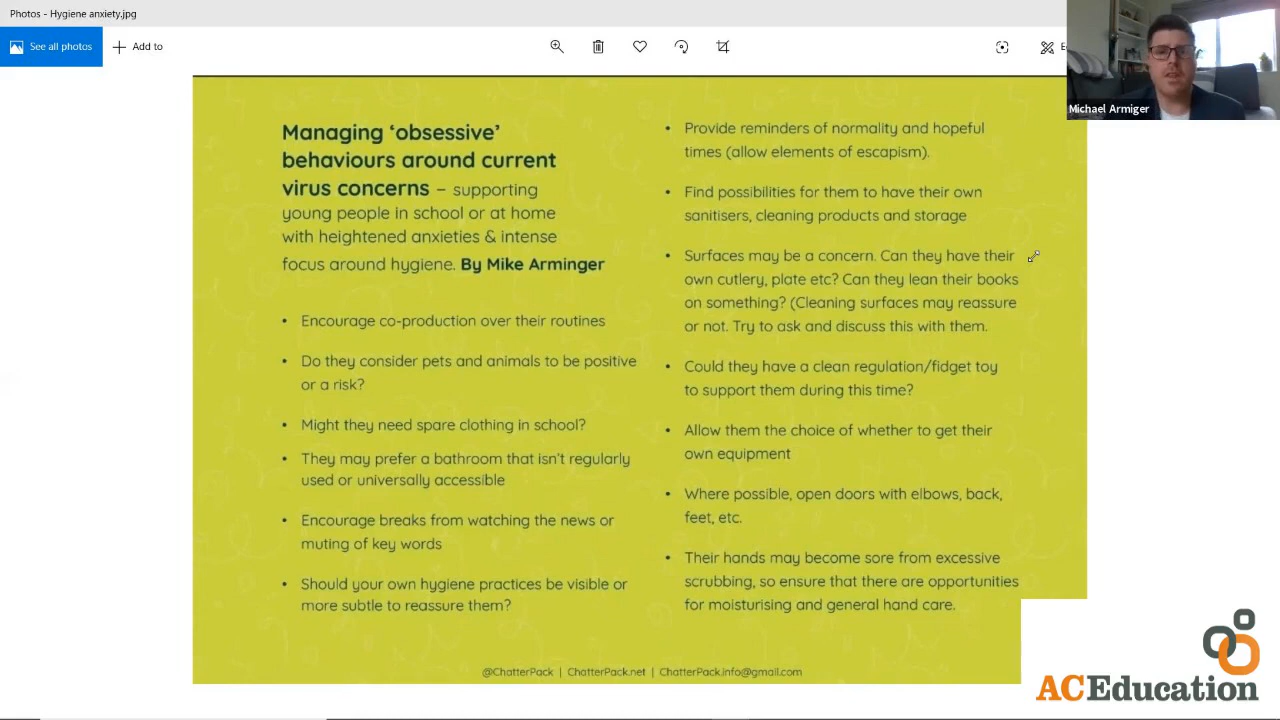 Photos - Hygiene anxiety.jpg
See all photos
Add to
Michael Armiger
Managing ‘obsessive’
behaviours around current
virus concerns – supporting
young people in school or at home
with heightened anxieties & intense
focus around hygiene. By Mike Arminger
• Encourage co-production over their routines
• Do they consider pets and animals to be positive
or a risk?
• Might they need spare clothing in school?
• They may prefer a bathroom that isn’t regularly
used or universally accessible
• Encourage breaks from watching the news or
muting of key words
• Should your own hygiene practices be visible or
more subtle to reassure them?
• Provide reminders of normality and hopeful
times (allow elements of escapism).
• Find possibilities for them to have their own
sanitisers, cleaning products and storage
• Surfaces may be a concern. Can they have their
own cutlery, plate etc? Can they lean their books
on something? (Cleaning surfaces may reassure
or not. Try to ask and discuss this with them.
• Could they have a clean regulation/fidget toy
to support them during this time?
• Allow them the choice of whether to get their
own equipment
• Where possible, open doors with elbows, back,
feet, etc.
• Their hands may become sore from excessive
scrubbing, so ensure that there are opportunities
for moisturising and general hand care.
@ChatterPack | ChatterPack.net | ChatterPack.info@gmail.com
ACEducation